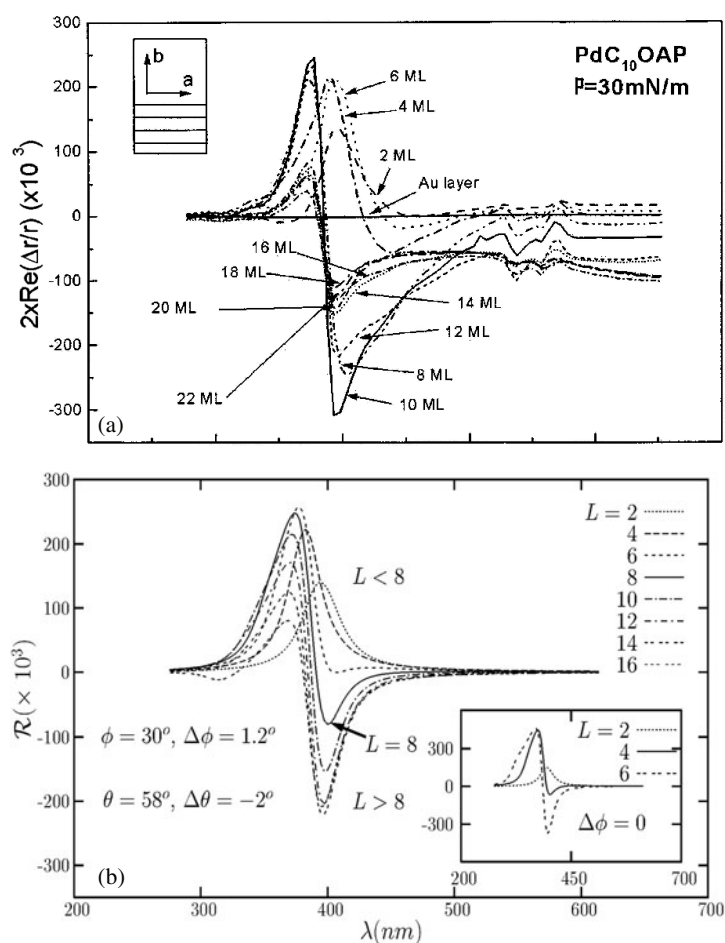 300
200
100
0
-100
-200
-300
2xRe(Δr/r) (x10 3)
b
a
PdC10OAP
P=30mN/m
6 ML
4 ML
2 ML
Au layer
16 ML
18 ML
20 ML
14 ML
12 ML
22 ML
8 ML
10 ML
(a)
300
200
100
0
-100
-200
-300
ℛ(× 10³)
L = 2
4
6
8
10
12
14
16
L < 8
ϕ = 30°, Δϕ = 1.2°
L = 8
θ = 58°, Δθ = −2°
L > 8
L = 2
4
6
300
0
-300
Δϕ = 0
200 450 700
(b)
200 300 400 500 600 700
λ(nm)